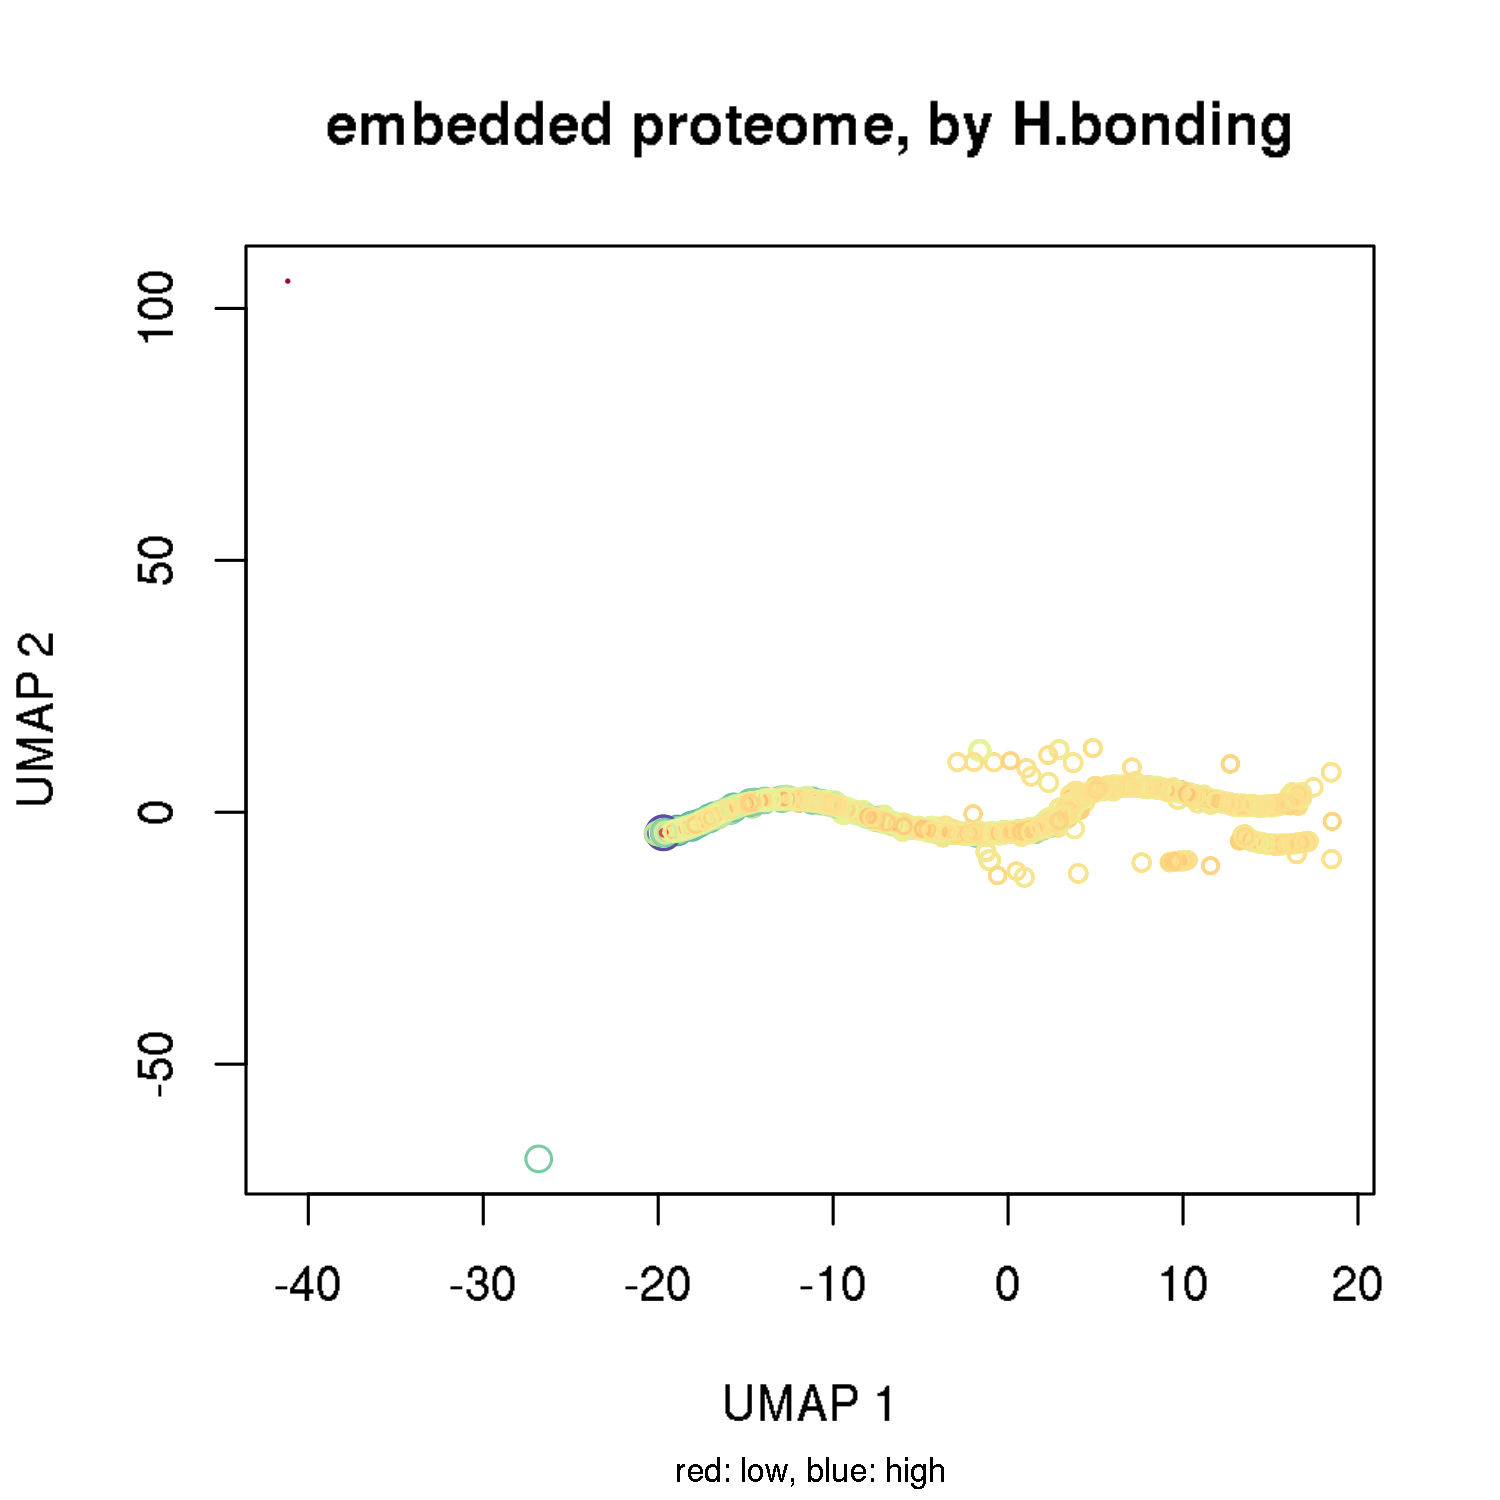 embedded proteome, by H.bonding
100
50
0
-50
UMAP 2
-40 -30 -20 -10 0 10 20
UMAP 1
red: low, blue: high